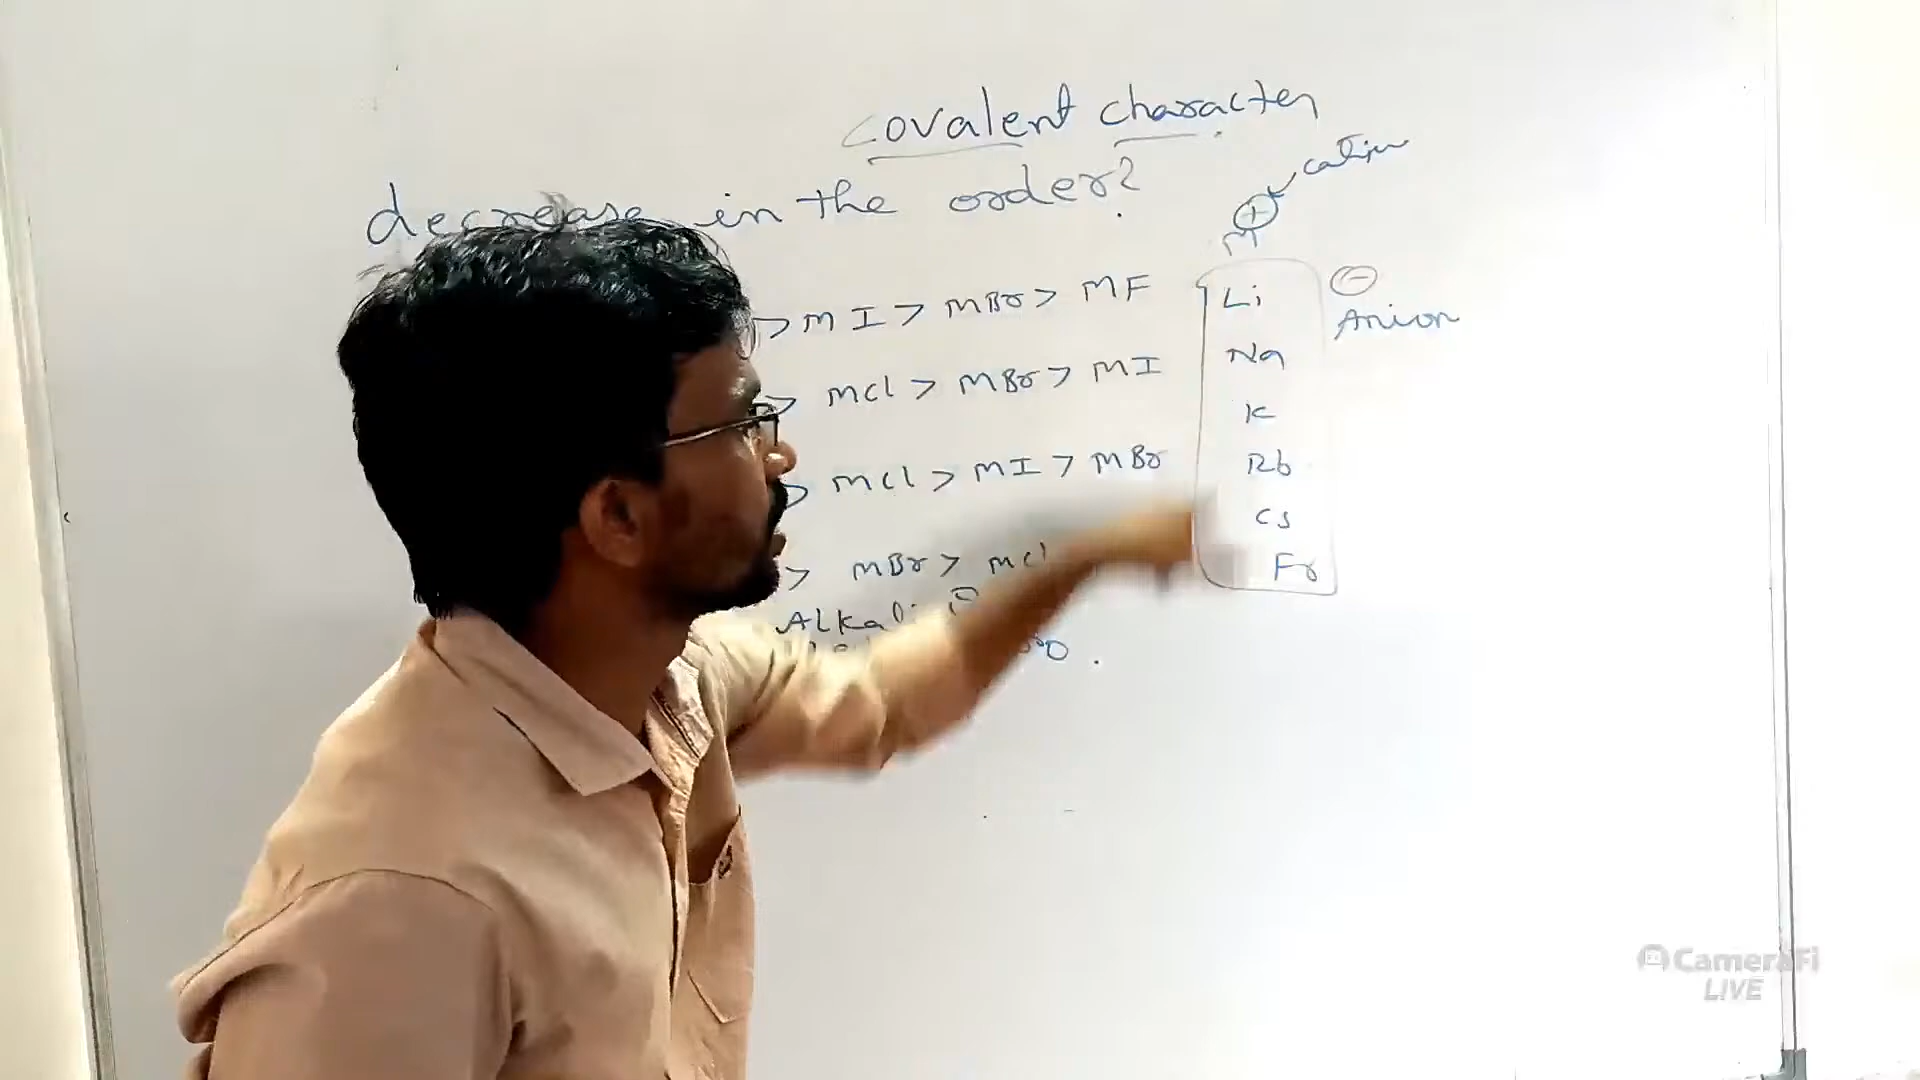 covalent character
decrease in the order?
cation
+
M
> MI > MBr > MF
Li
-
Anion
> MCl > MBr > MI
Na
K
> MCl > MI > MBr
Rb
Cs
> MBr > MCl
Fr
Alkali
CameraFi
LIVE